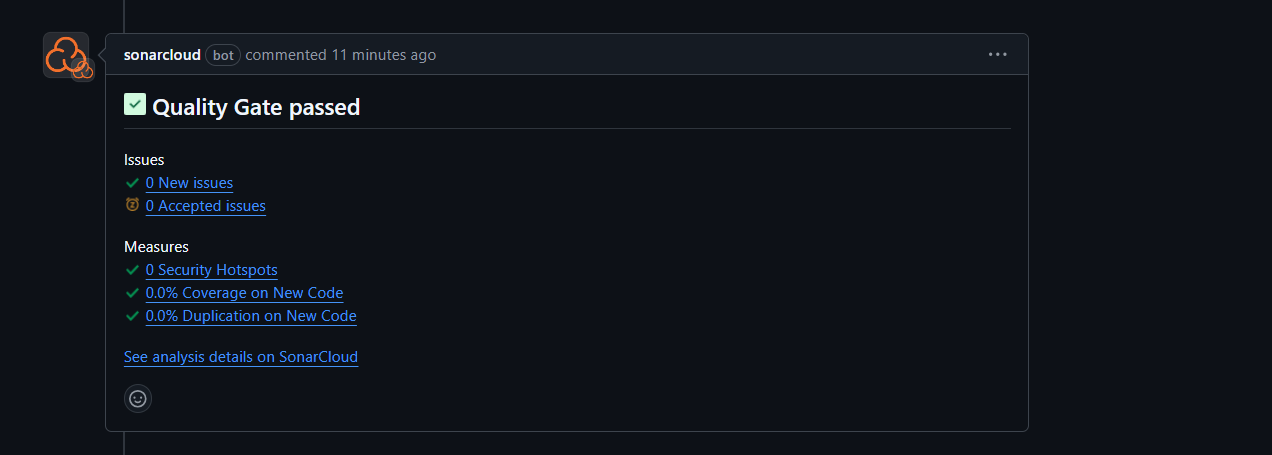 sonarcloud bot commented 11 minutes ago
Quality Gate passed
Issues
0 New issues
0 Accepted issues
Measures
0 Security Hotspots
0.0% Coverage on New Code
0.0% Duplication on New Code
See analysis details on SonarCloud